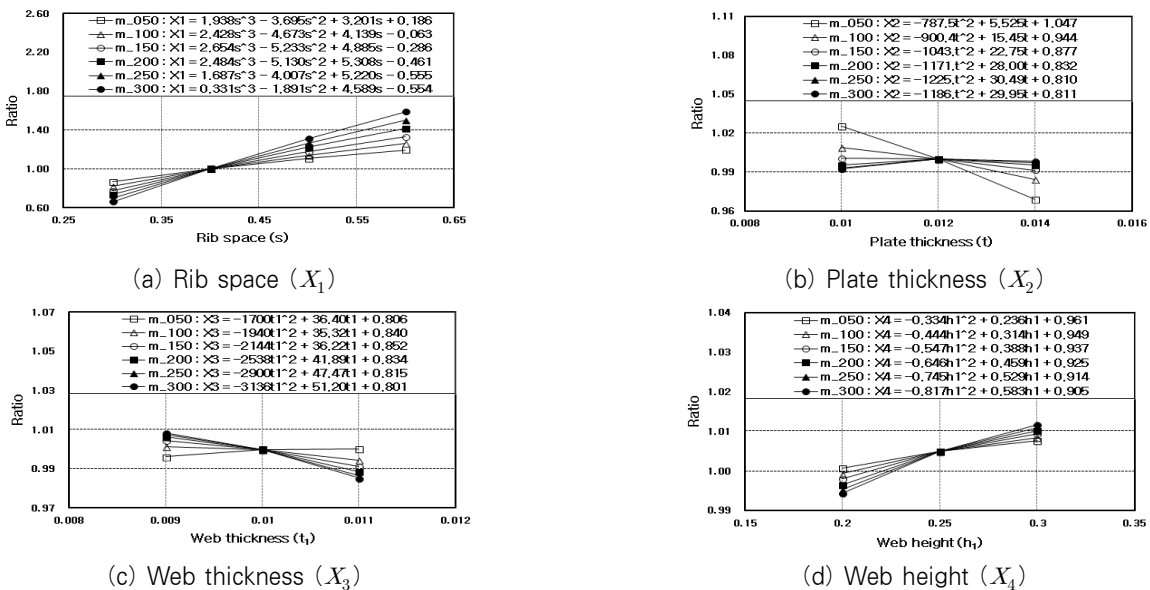 2.60
2.20
1.80
1.40
1.00
0.60
Ratio
m_050 : X1 = 1.938s^3 - 3.695s^2 + 3.201s + 0.186
m_100 : X1 = 2.428s^3 - 4.673s^2 + 4.139s - 0.063
m_150 : X1 = 2.654s^3 - 5.233s^2 + 4.885s - 0.286
m_200 : X1 = 2.484s^3 - 5.130s^2 + 5.308s - 0.461
m_250 : X1 = 1.687s^3 - 4.007s^2 + 5.220s - 0.555
m_300 : X1 = 0.331s^3 - 1.891s^2 + 4.589s - 0.554
0.25 0.35 0.45 0.55 0.65
Rib space (s)
(a) Rib space (X1)
1.11
1.08
1.05
1.02
0.99
0.96
Ratio
m_050 : X2 = -787.5t^2 + 5.525t + 1.047
m_100 : X2 = -900.4t^2 + 15.45t + 0.944
m_150 : X2 = -1043.t^2 + 22.75t + 0.877
m_200 : X2 = -1171.t^2 + 28.00t + 0.832
m_250 : X2 = -1225.t^2 + 30.49t + 0.810
m_300 : X2 = -1186.t^2 + 29.95t + 0.811
0.008 0.01 0.012 0.014 0.016
Plate thickness (t)
(b) Plate thickness (X2)
1.07
1.05
1.03
1.01
0.99
0.97
Ratio
m_050 : X3 = -1700t1^2 + 36.40t1 + 0.806
m_100 : X3 = -1940t1^2 + 35.32t1 + 0.840
m_150 : X3 = -2144t1^2 + 36.22t1 + 0.852
m_200 : X3 = -2538t1^2 + 41.89t1 + 0.834
m_250 : X3 = -2900t1^2 + 47.47t1 + 0.815
m_300 : X3 = -3136t1^2 + 51.20t1 + 0.801
0.008 0.009 0.01 0.011 0.012
Web thickness (t1)
(c) Web thickness (X3)
1.04
1.03
1.02
1.01
1.00
0.99
Ratio
m_050 : X4 = -0.334h1^2 + 0.236h1 + 0.961
m_100 : X4 = -0.444h1^2 + 0.314h1 + 0.949
m_150 : X4 = -0.547h1^2 + 0.388h1 + 0.937
m_200 : X4 = -0.646h1^2 + 0.459h1 + 0.925
m_250 : X4 = -0.745h1^2 + 0.529h1 + 0.914
m_300 : X4 = -0.817h1^2 + 0.583h1 + 0.905
0.15 0.2 0.25 0.3 0.35
Web height (h1)
(d) Web height (X4)